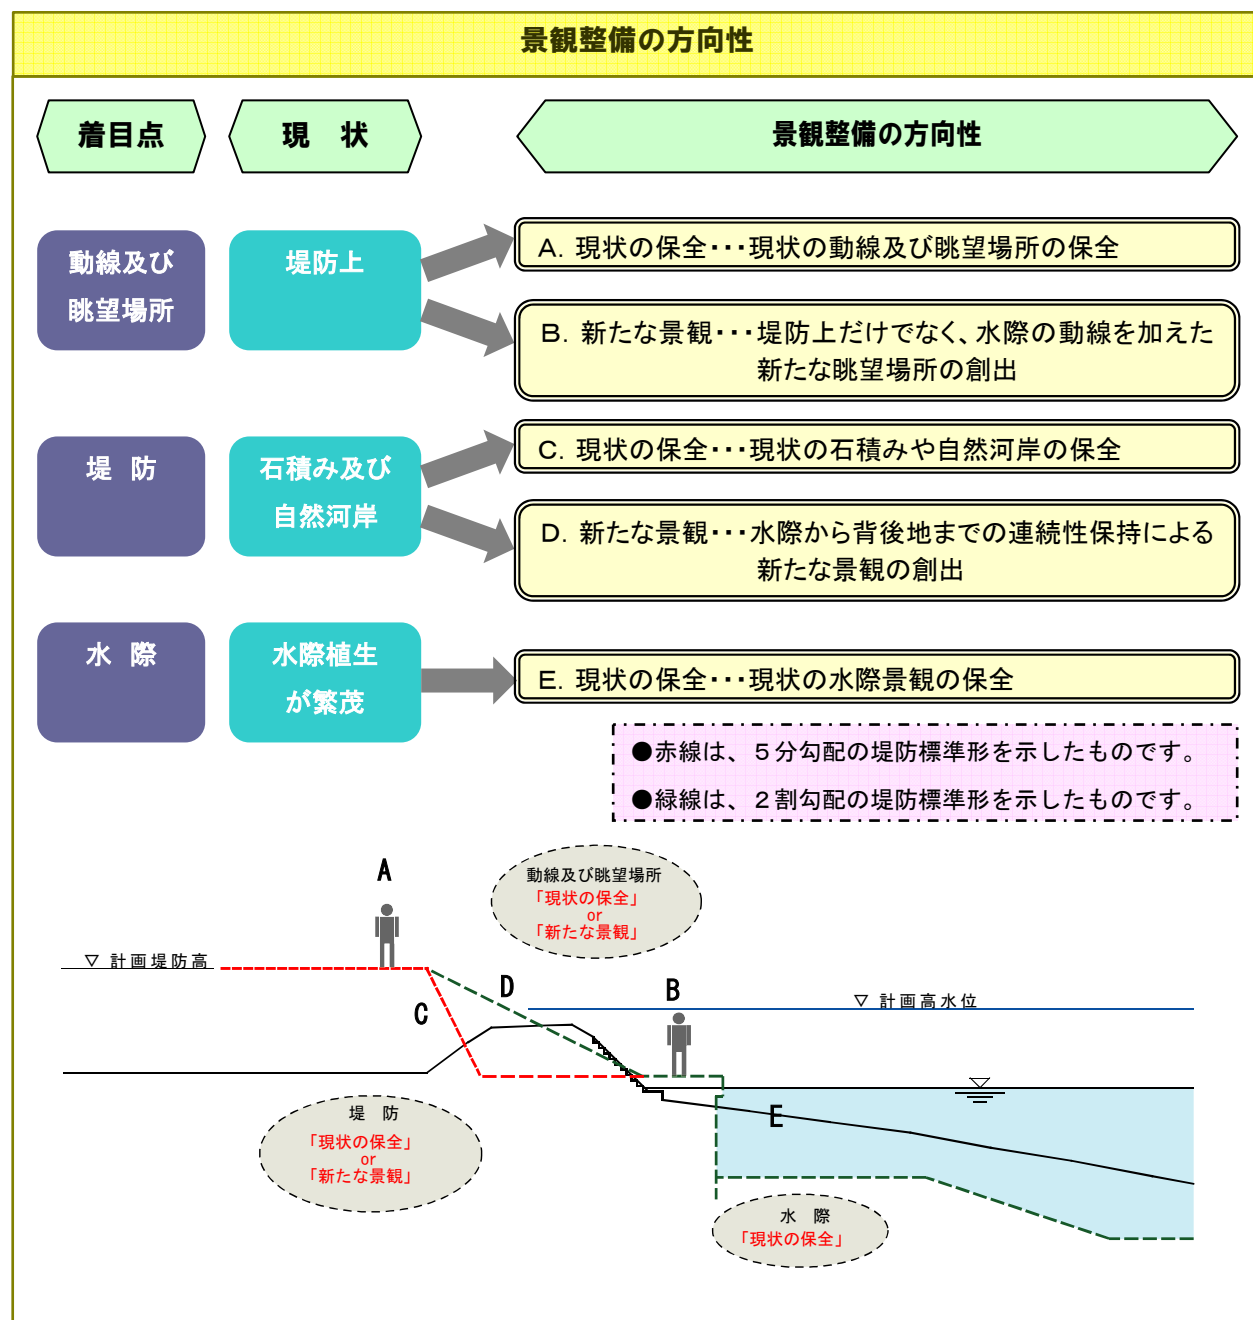 景観整備の方向性
着目点
現　状
景観整備の方向性
動線及び
眺望場所
堤防上
A. 現状の保全・・・現状の動線及び眺望場所の保全
B. 新たな景観・・・堤防上だけでなく、水際の動線を加えた
新たな眺望場所の創出
堤　防
石積み及び
自然河岸
C. 現状の保全・・・現状の石積みや自然河岸の保全
D. 新たな景観・・・水際から背後地までの連続性保持による
新たな景観の創出
水　際
水際植生
が繁茂
E. 現状の保全・・・現状の水際景観の保全
●赤線は、５分勾配の堤防標準形を示したものです。
●緑線は、２割勾配の堤防標準形を示したものです。
A
動線及び眺望場所
「現状の保全」
or
「新たな景観」
▽ 計画堤防高
D
C
B
▽ 計画高水位
E
堤　防
「現状の保全」
or
「新たな景観」
水　際
「現状の保全」